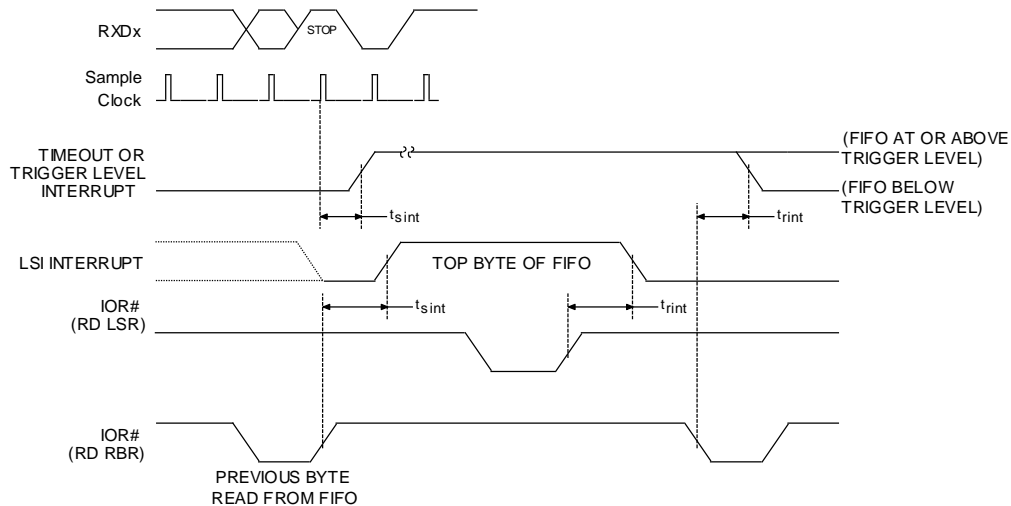 RXDx
STOP
Sample
Clock
TIMEOUT OR
TRIGGER LEVEL
INTERRUPT
(FIFO AT OR ABOVE
TRIGGER LEVEL)
(FIFO BELOW
TRIGGER LEVEL)
tsint
trint
LSI INTERRUPT
TOP BYTE OF FIFO
IOR#
(RD LSR)
tsint
trint
IOR#
(RD RBR)
PREVIOUS BYTE
READ FROM FIFO